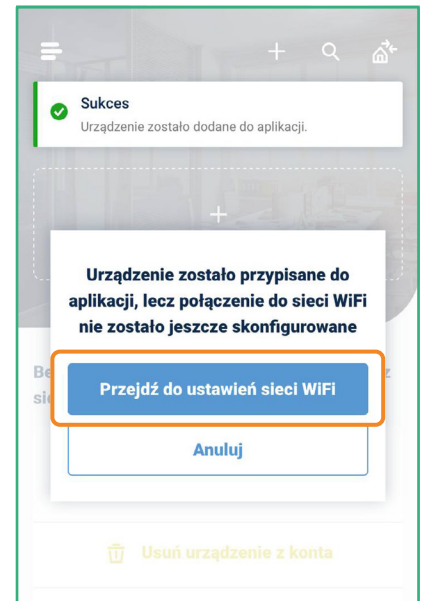 Sukces
Urządzenie zostało dodane do aplikacji.
Urządzenie zostało przypisane do
aplikacji, lecz połączenie do sieci WiFi
nie zostało jeszcze skonfigurowane
Przejdź do ustawień sieci WiFi
Anuluj
Usuń urządzenie z konta